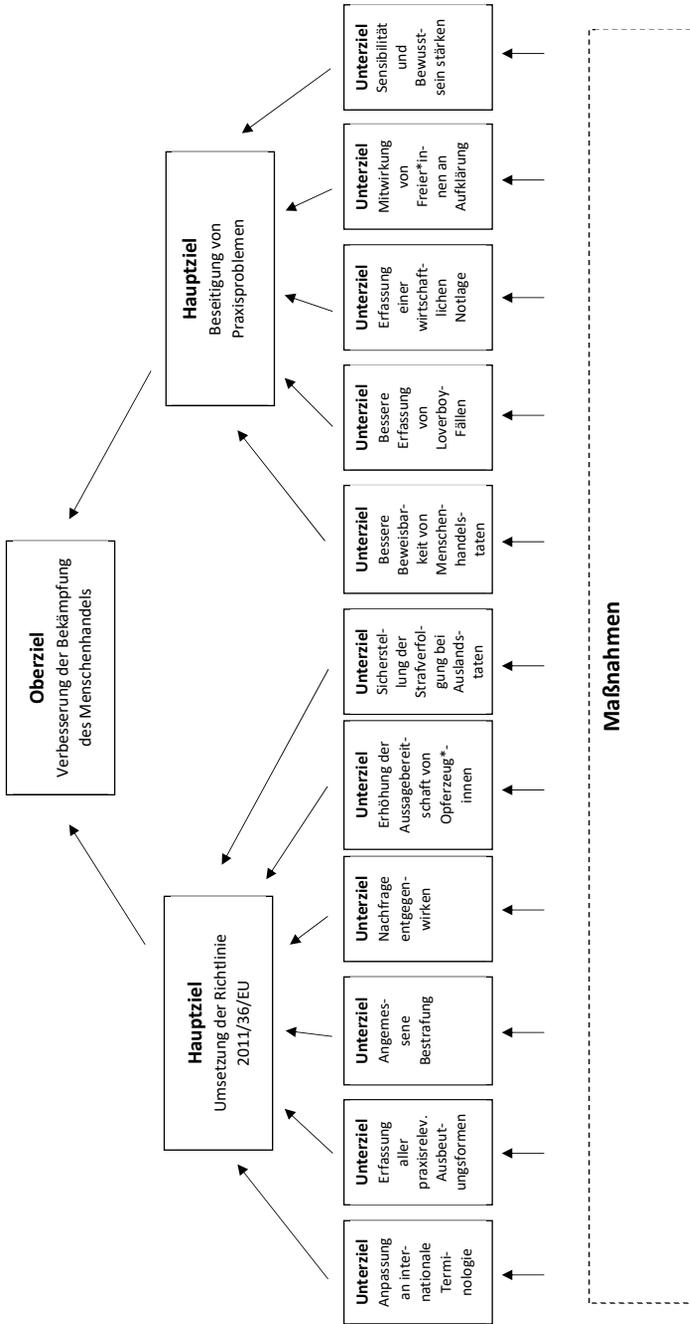 Oberziel
Verbesserung der Bekämpfung
des Menschenhandels
Hauptziel
Umsetzung der Richtlinie
2011/36/EU
Hauptziel
Beseitigung von
Praxisproblemen
Unterziel
Anpassung
an inter-
nationale
Termi-
nologie
Unterziel
Erfassung
aller
praxisrelev.
Ausbeut-
ungsformen
Unterziel
Angemes-
sene
Bestrafung
Unterziel
Nachfrage
entgegen-
wirken
Unterziel
Erhöhung der
Aussagebereit-
schaft von
Opferzeug*-
innen
Unterziel
Sicherstel-
lung der
Strafverfol-
gung bei
Auslands-
taten
Unterziel
Bessere
Beweisbar-
keit von
Menschen-
handels-
taten
Unterziel
Bessere
Erfassung
von
Loverboy-
Fällen
Unterziel
Erfassung
einer
wirtschaft-
lichen
Notlage
Unterziel
Mitwirkung
von
Freier*in-
nen an
Aufklärung
Unterziel
Sensibilität
und
Bewusst-
sein stärken
Maßnahmen